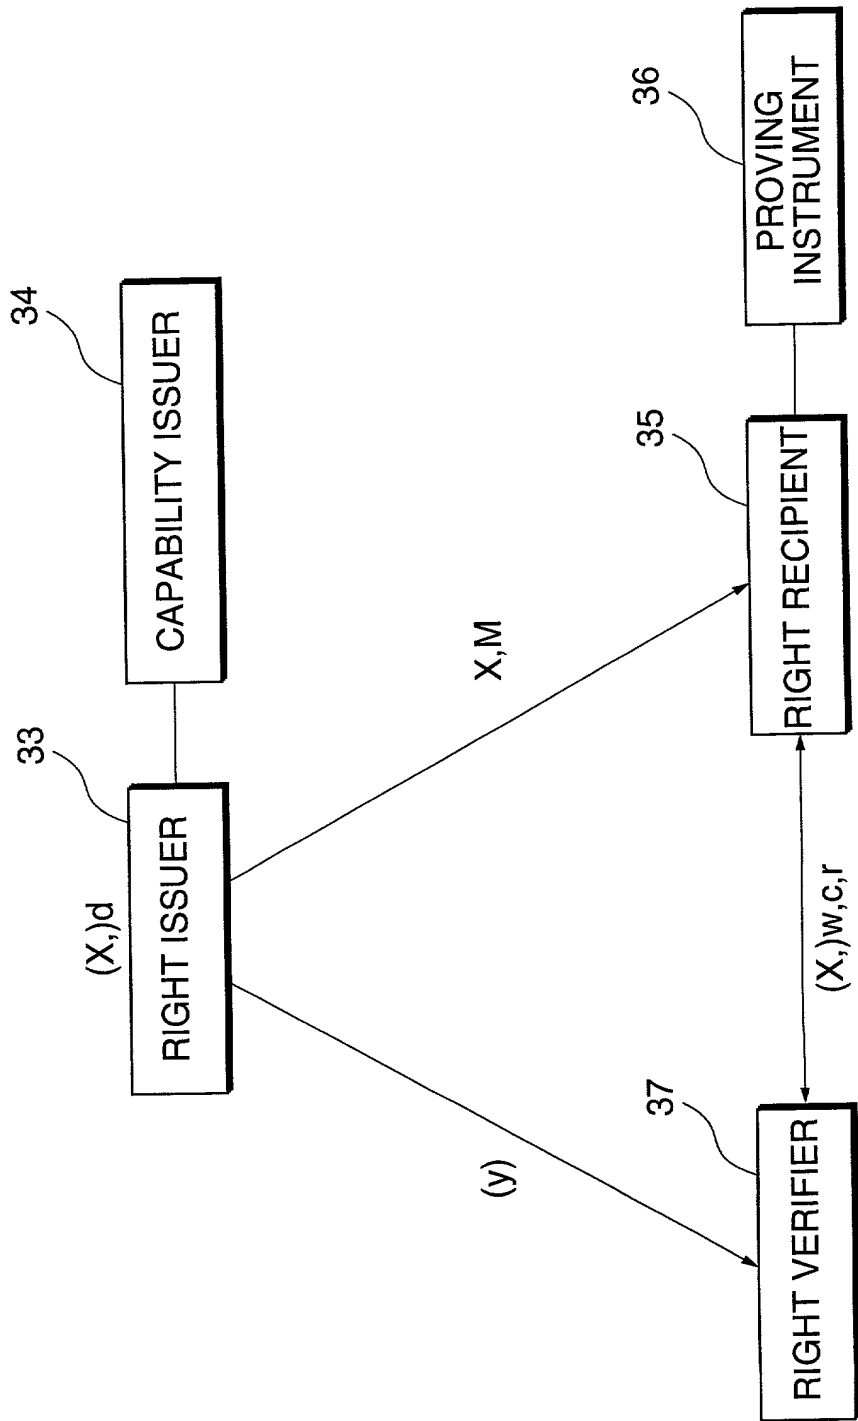 34
CAPABILITY ISSUER
33
(X,)d
RIGHT ISSUER
X,M
(y)
36
PROVING
INSTRUMENT
35
RIGHT RECIPIENT
(X,)w,c,r
37
RIGHT VERIFIER